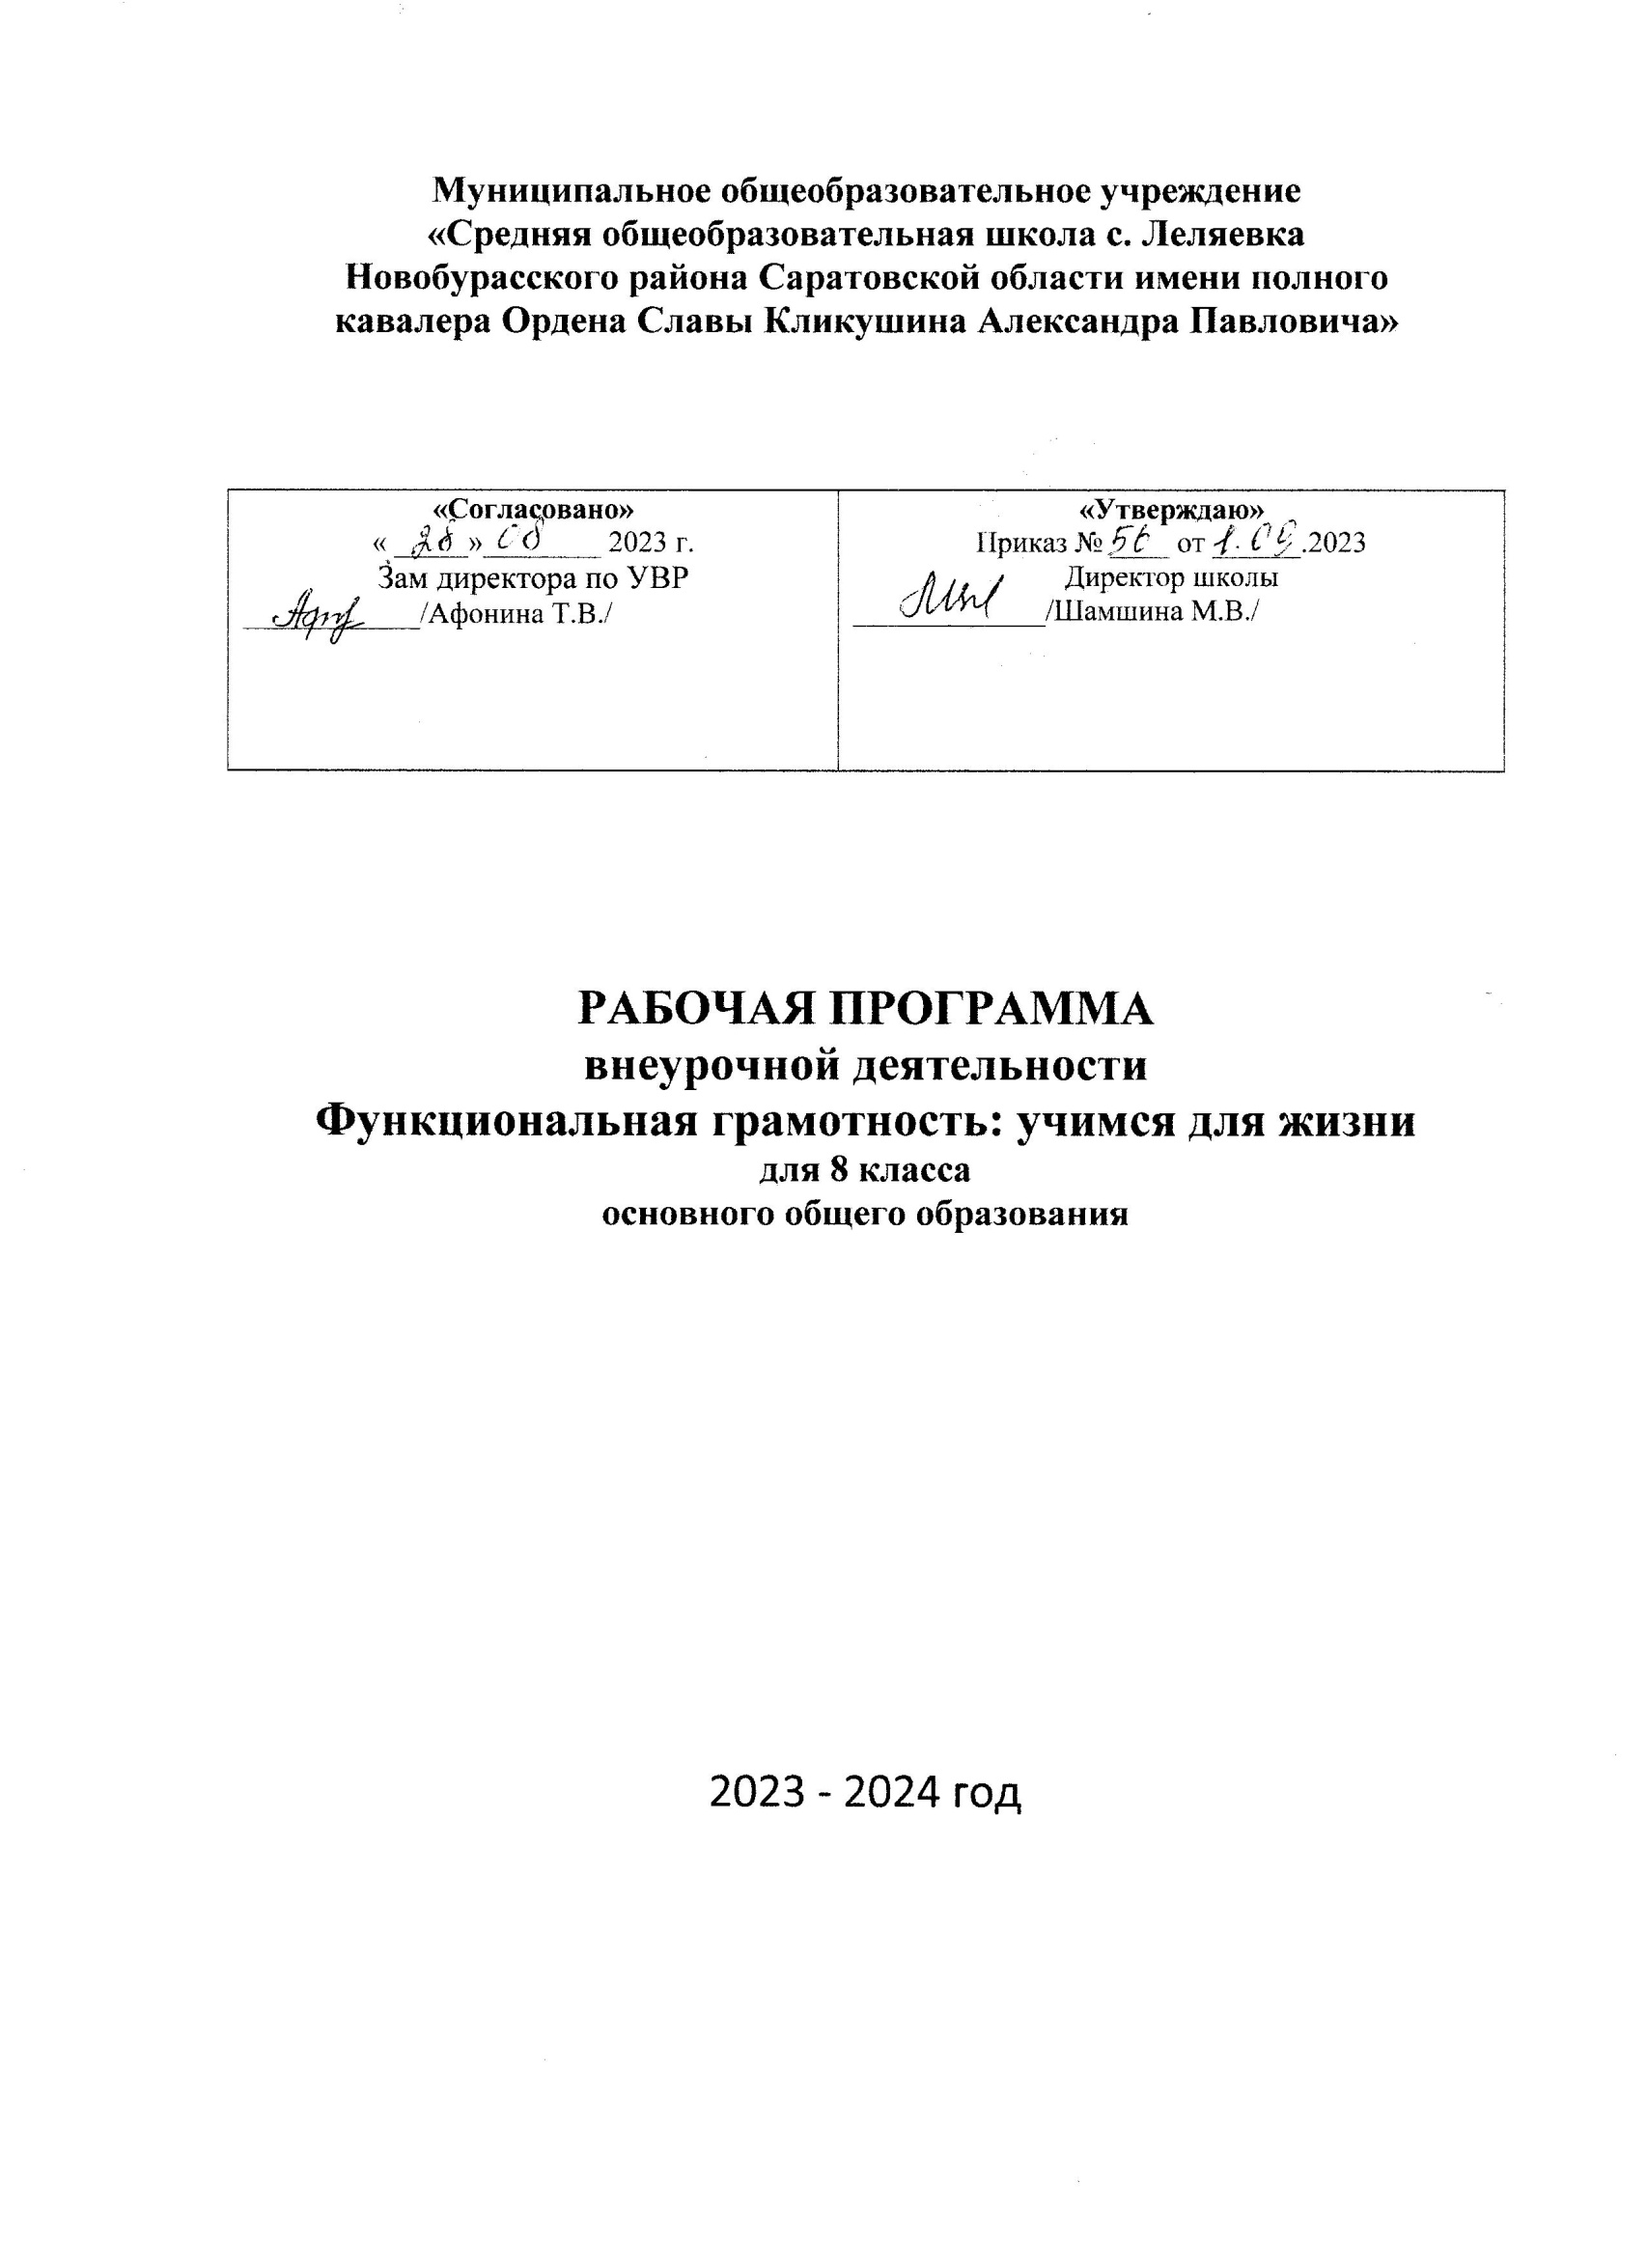 Муниципальное общеобразовательное учреждение
«Средняя общеобразовательная школа с. Леляевка
Новобурасского района Саратовской области имени полного
кавалера Ордена Славы Кликушина Александра Павловича»
«Согласовано»
« 28 » 08 2023 г.
Зам директора по УВР
/Афонина Т.В./
«Утверждаю»
Приказ № 56 от 1.09.2023
Директор школы
/Шамшина М.В./
РАБОЧАЯ ПРОГРАММА
внеурочной деятельности
Функциональная грамотность: учимся для жизни
для 8 класса
основного общего образования
2023 - 2024 год